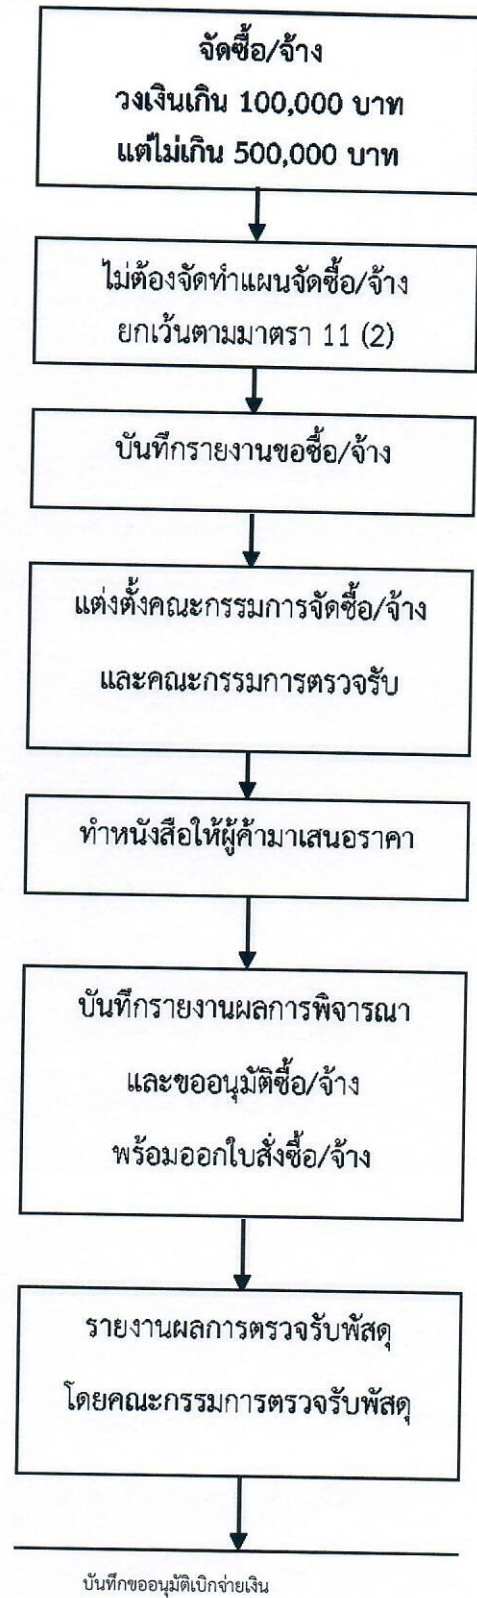 จัดซื้อ/จ้าง
วงเงินเกิน 100,000 บาท
แต่ไม่เกิน 500,000 บาท
ไม่ต้องจัดทำแผนจัดซื้อ/จ้าง
ยกเว้นตามมาตรา 11 (2)
บันทึกรายงานขอซื้อ/จ้าง
แต่งตั้งคณะกรรมการจัดซื้อ/จ้าง
และคณะกรรมการตรวจรับ
ทำหนังสือให้ผู้ค้ามาเสนอราคา
บันทึกรายงานผลการพิจารณา
และขออนุมัติซื้อ/จ้าง
พร้อมออกใบสั่งซื้อ/จ้าง
รายงานผลการตรวจรับพัสดุ
โดยคณะกรรมการตรวจรับพัสดุ
บันทึกขออนุมัติเบิกจ่ายเงิน